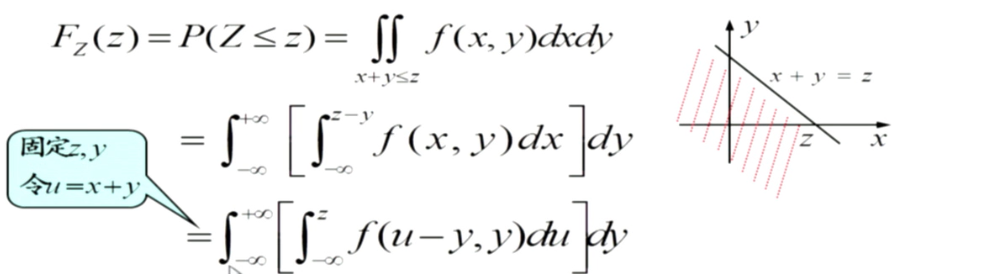 F_Z(z) = P(Z ≤ z) = ∬_{x+y≤z} f(x, y)dxdy
= ∫_{-∞}^{+∞} [∫_{-∞}^{z-y} f(x, y)dx]dy
固定z,y
令u=x+y
= ∫_{-∞}^{+∞} [∫_{-∞}^{z} f(u-y, y)du]dy
y
x + y = z
z
x